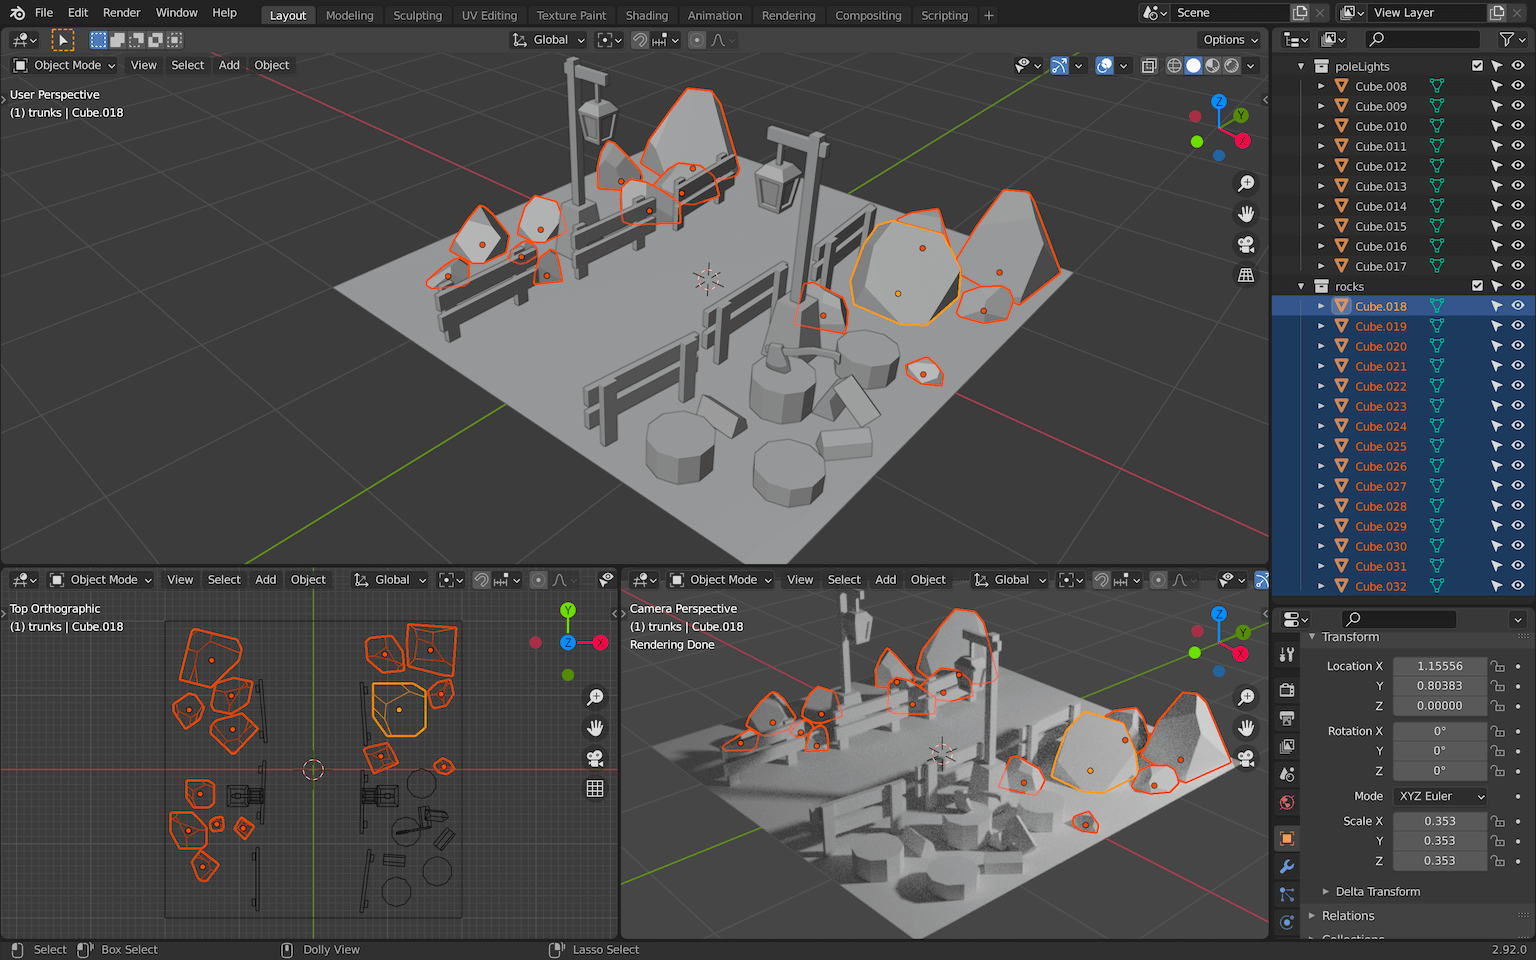 File Edit Render Window Help Layout Modeling Sculpting UV Editing Texture Paint Shading Animation Rendering Compositing Scripting + Scene View Layer
Global Options
Object Mode View Select Add Object
User Perspective
(1) trunks | Cube.018
Z
Y
X
poleLights
Cube.008
Cube.009
Cube.010
Cube.011
Cube.012
Cube.013
Cube.014
Cube.015
Cube.016
Cube.017
rocks
Cube.018
Cube.019
Cube.020
Cube.021
Cube.022
Cube.023
Cube.024
Cube.025
Cube.026
Cube.027
Cube.028
Cube.029
Cube.030
Cube.031
Cube.032
Object Mode View Select Add Object Global
Top Orthographic
(1) trunks | Cube.018
Y
Z X
Object Mode View Select Add Object Global
Camera Perspective
(1) trunks | Cube.018
Rendering Done
Z
Y
X
Transform
Location X 1.15556
Y 0.80383
Z 0.00000
Rotation X 0°
Y 0°
Z 0°
Mode XYZ Euler
Scale X 0.353
Y 0.353
Z 0.353
Delta Transform
Relations
Select Box Select Dolly View Lasso Select 2.92.0